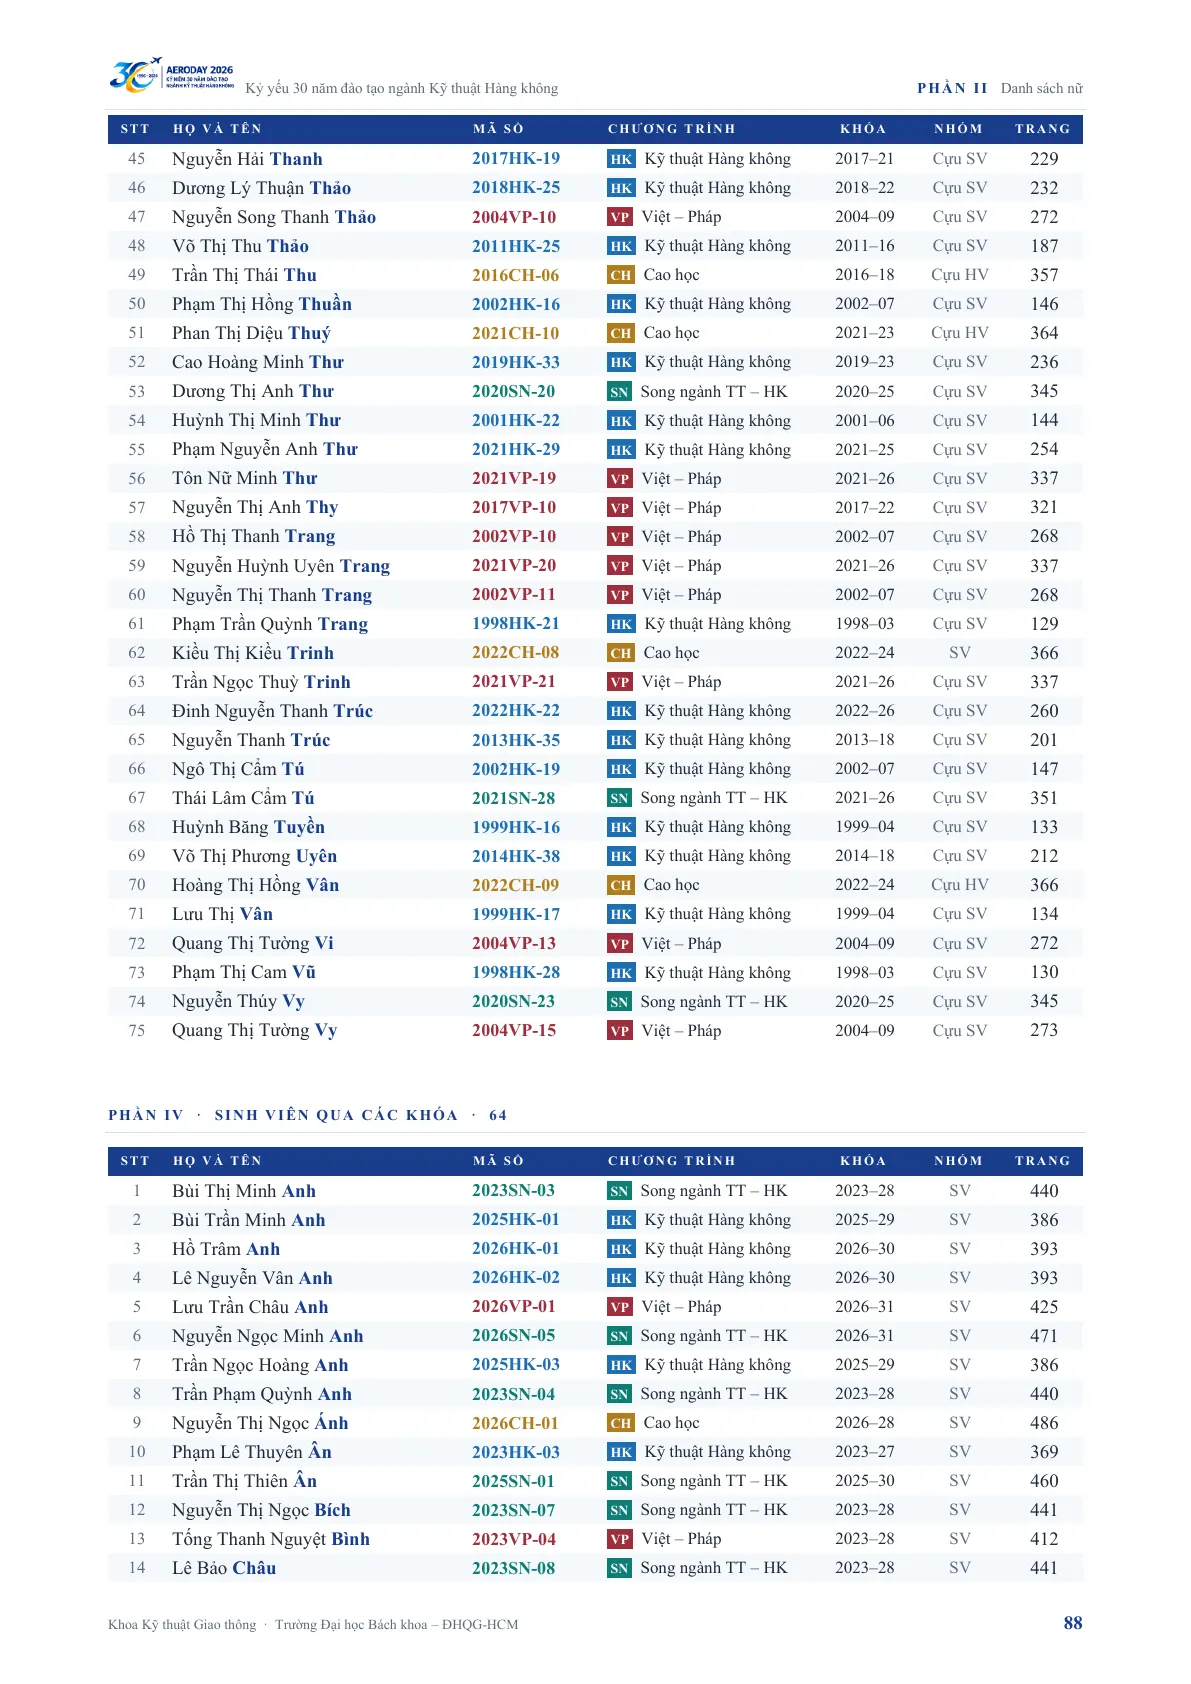 30 1996 - 2026 AERODAY 2026
KỶ NIỆM 30 NĂM ĐÀO TẠO
NGÀNH KỸ THUẬT HÀNG KHÔNG
Kỷ yếu 30 năm đào tạo ngành Kỹ thuật Hàng không PHẦN II Danh sách nữ
STT HỌ VÀ TÊN MÃ SỐ CHƯƠNG TRÌNH KHÓA NHÓM TRANG
45 Nguyễn Hải Thanh 2017HK-19 HK Kỹ thuật Hàng không 2017–21 Cựu SV 229
46 Dương Lý Thuận Thảo 2018HK-25 HK Kỹ thuật Hàng không 2018–22 Cựu SV 232
47 Nguyễn Song Thanh Thảo 2004VP-10 VP Việt – Pháp 2004–09 Cựu SV 272
48 Võ Thị Thu Thảo 2011HK-25 HK Kỹ thuật Hàng không 2011–16 Cựu SV 187
49 Trần Thị Thái Thu 2016CH-06 CH Cao học 2016–18 Cựu HV 357
50 Phạm Thị Hồng Thuần 2002HK-16 HK Kỹ thuật Hàng không 2002–07 Cựu SV 146
51 Phan Thị Diệu Thuý 2021CH-10 CH Cao học 2021–23 Cựu HV 364
52 Cao Hoàng Minh Thư 2019HK-33 HK Kỹ thuật Hàng không 2019–23 Cựu SV 236
53 Dương Thị Anh Thư 2020SN-20 SN Song ngành TT – HK 2020–25 Cựu SV 345
54 Huỳnh Thị Minh Thư 2001HK-22 HK Kỹ thuật Hàng không 2001–06 Cựu SV 144
55 Phạm Nguyễn Anh Thư 2021HK-29 HK Kỹ thuật Hàng không 2021–25 Cựu SV 254
56 Tôn Nữ Minh Thư 2021VP-19 VP Việt – Pháp 2021–26 Cựu SV 337
57 Nguyễn Thị Anh Thy 2017VP-10 VP Việt – Pháp 2017–22 Cựu SV 321
58 Hồ Thị Thanh Trang 2002VP-10 VP Việt – Pháp 2002–07 Cựu SV 268
59 Nguyễn Huỳnh Uyên Trang 2021VP-20 VP Việt – Pháp 2021–26 Cựu SV 337
60 Nguyễn Thị Thanh Trang 2002VP-11 VP Việt – Pháp 2002–07 Cựu SV 268
61 Phạm Trần Quỳnh Trang 1998HK-21 HK Kỹ thuật Hàng không 1998–03 Cựu SV 129
62 Kiều Thị Kiều Trinh 2022CH-08 CH Cao học 2022–24 SV 366
63 Trần Ngọc Thuỳ Trinh 2021VP-21 VP Việt – Pháp 2021–26 Cựu SV 337
64 Đinh Nguyễn Thanh Trúc 2022HK-22 HK Kỹ thuật Hàng không 2022–26 Cựu SV 260
65 Nguyễn Thanh Trúc 2013HK-35 HK Kỹ thuật Hàng không 2013–18 Cựu SV 201
66 Ngô Thị Cẩm Tú 2002HK-19 HK Kỹ thuật Hàng không 2002–07 Cựu SV 147
67 Thái Lâm Cẩm Tú 2021SN-28 SN Song ngành TT – HK 2021–26 Cựu SV 351
68 Huỳnh Băng Tuyền 1999HK-16 HK Kỹ thuật Hàng không 1999–04 Cựu SV 133
69 Võ Thị Phương Uyên 2014HK-38 HK Kỹ thuật Hàng không 2014–18 Cựu SV 212
70 Hoàng Thị Hồng Vân 2022CH-09 CH Cao học 2022–24 Cựu HV 366
71 Lưu Thị Vân 1999HK-17 HK Kỹ thuật Hàng không 1999–04 Cựu SV 134
72 Quang Thị Tường Vi 2004VP-13 VP Việt – Pháp 2004–09 Cựu SV 272
73 Phạm Thị Cam Vũ 1998HK-28 HK Kỹ thuật Hàng không 1998–03 Cựu SV 130
74 Nguyễn Thúy Vy 2020SN-23 SN Song ngành TT – HK 2020–25 Cựu SV 345
75 Quang Thị Tường Vy 2004VP-15 VP Việt – Pháp 2004–09 Cựu SV 273
PHẦN IV · SINH VIÊN QUA CÁC KHÓA · 64
STT HỌ VÀ TÊN MÃ SỐ CHƯƠNG TRÌNH KHÓA NHÓM TRANG
1 Bùi Thị Minh Anh 2023SN-03 SN Song ngành TT – HK 2023–28 SV 440
2 Bùi Trần Minh Anh 2025HK-01 HK Kỹ thuật Hàng không 2025–29 SV 386
3 Hồ Trâm Anh 2026HK-01 HK Kỹ thuật Hàng không 2026–30 SV 393
4 Lê Nguyễn Vân Anh 2026HK-02 HK Kỹ thuật Hàng không 2026–30 SV 393
5 Lưu Trần Châu Anh 2026VP-01 VP Việt – Pháp 2026–31 SV 425
6 Nguyễn Ngọc Minh Anh 2026SN-05 SN Song ngành TT – HK 2026–31 SV 471
7 Trần Ngọc Hoàng Anh 2025HK-03 HK Kỹ thuật Hàng không 2025–29 SV 386
8 Trần Phạm Quỳnh Anh 2023SN-04 SN Song ngành TT – HK 2023–28 SV 440
9 Nguyễn Thị Ngọc Ánh 2026CH-01 CH Cao học 2026–28 SV 486
10 Phạm Lê Thuyên Ân 2023HK-03 HK Kỹ thuật Hàng không 2023–27 SV 369
11 Trần Thị Thiên Ân 2025SN-01 SN Song ngành TT – HK 2025–30 SV 460
12 Nguyễn Thị Ngọc Bích 2023SN-07 SN Song ngành TT – HK 2023–28 SV 441
13 Tống Thanh Nguyệt Bình 2023VP-04 VP Việt – Pháp 2023–28 SV 412
14 Lê Bảo Châu 2023SN-08 SN Song ngành TT – HK 2023–28 SV 441
Khoa Kỹ thuật Giao thông · Trường Đại học Bách khoa – ĐHQG-HCM 88